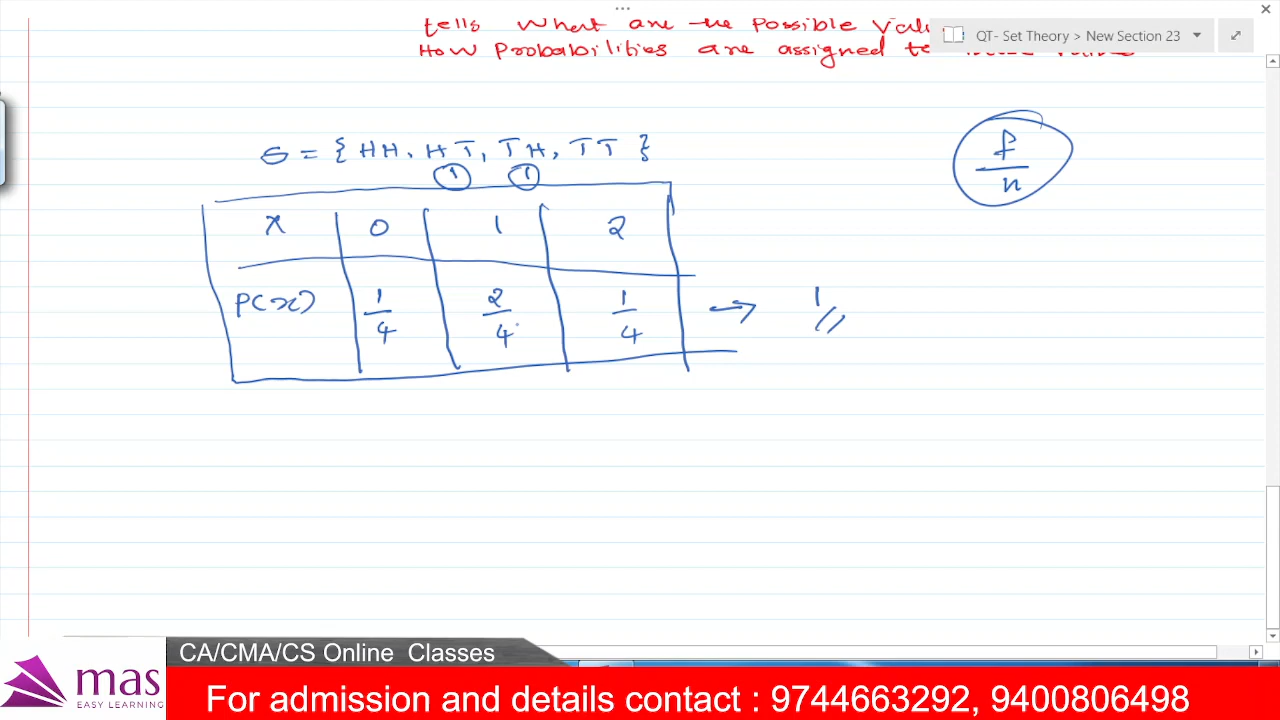 tells What are the Possible
QT- Set Theory > New Section 23
How Probabilities are assigned to
S = { HH, HT, TH, TT }
1 1
f/n
x 0 1 2
P(x) 1/4 2/4 1/4 → 1//
CA/CMA/CS Online Classes
mas
EASY LEARNING
For admission and details contact : 9744663292, 9400806498